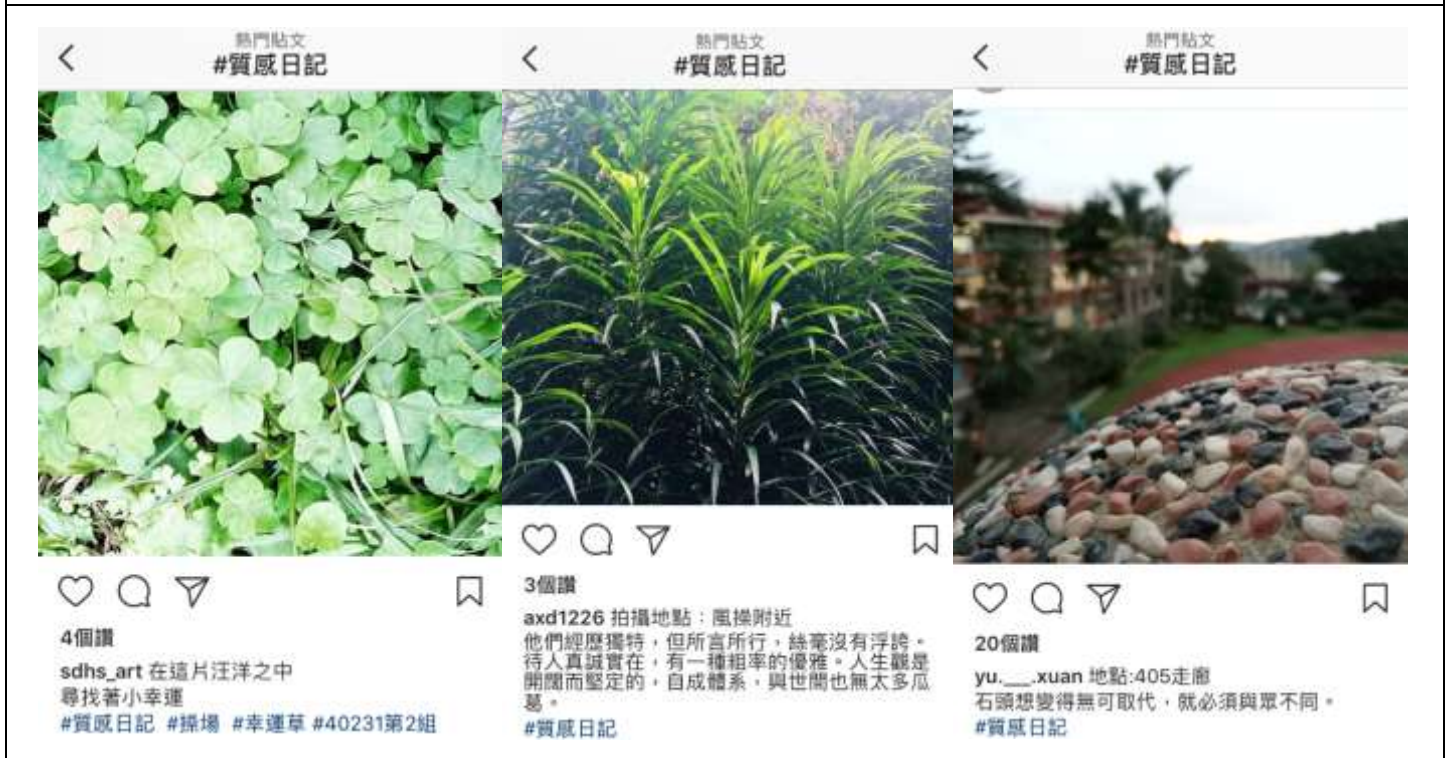 熱門貼文
#質感日記
4個讚
sdhs_art 在這片汪洋之中
尋找著小幸運
#質感日記 #操場 #幸運草 #40231第2組
熱門貼文
#質感日記
3個讚
axd1226 拍攝地點：風操附近
他們經歷獨特，但所言所行，絲毫沒有浮誇。
待人真誠實在，有一種粗率的優雅。人生觀是
開闊而堅定的，自成體系，與世間也無太多瓜
葛。
#質感日記
熱門貼文
#質感日記
20個讚
yu.___.xuan 地點:405走廊
石頭想變得無可取代，就必須與眾不同。
#質感日記